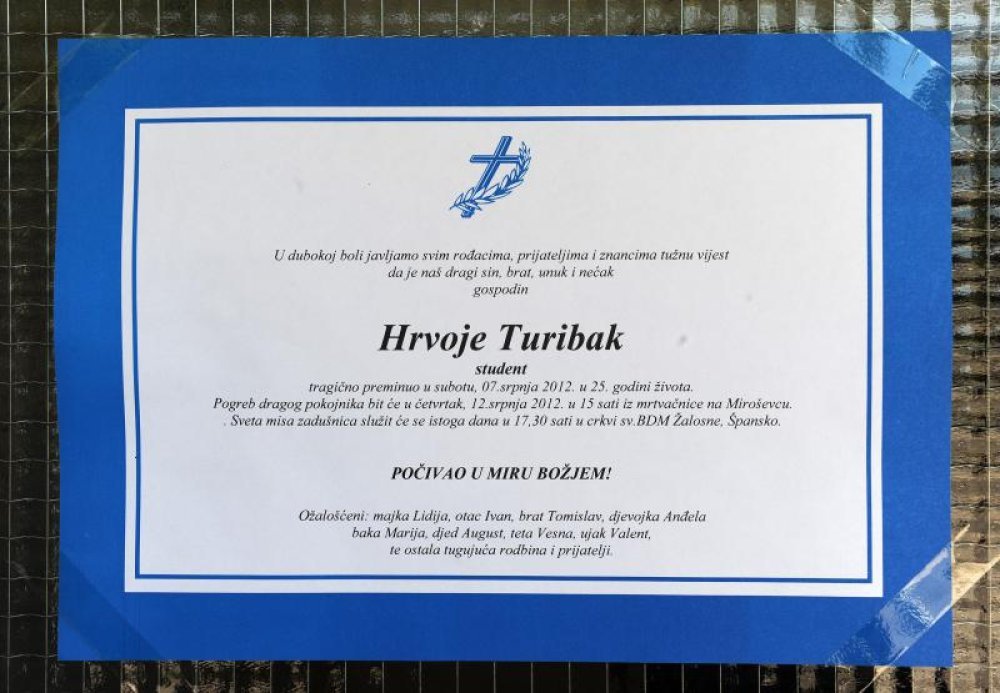 U dubokoj boli javljamo svim rođacima, prijateljima i znancima tužnu vijest
da je naš dragi sin, brat, unuk i nećak
gospodin
Hrvoje Turibak
student
tragično preminuo u subotu, 07.srpnja 2012. u 25. godini života.
Pogreb dragog pokojnika bit će u četvrtak, 12.srpnja 2012. u 15 sati iz mrtvačnice na Miroševcu.
. Sveta misa zadušnica služit će se istoga dana u 17,30 sati u crkvi sv.BDM Žalosne, Špansko.
POČIVAO U MIRU BOŽJEM!
Ožalošćeni: majka Lidija, otac Ivan, brat Tomislav, djevojka Anđela
baka Marija, djed August, teta Vesna, ujak Valent,
te ostala tugujuća rodbina i prijatelji.